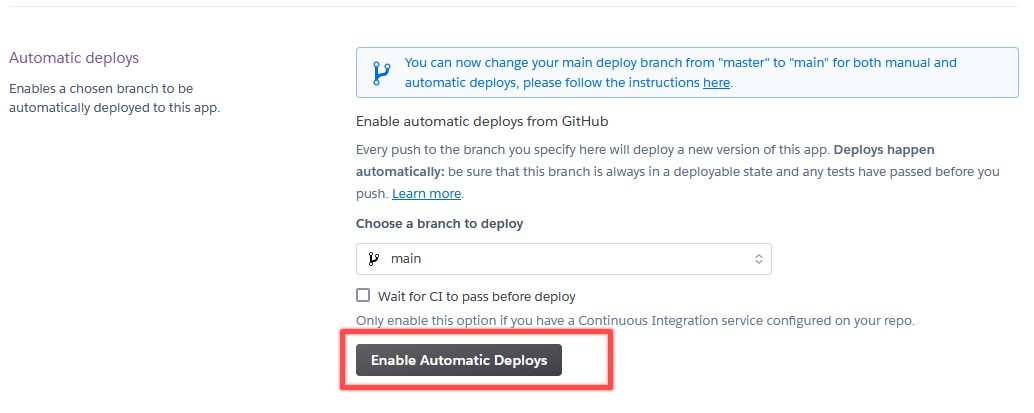 Automatic deploys
Enables a chosen branch to be
automatically deployed to this app.
You can now change your main deploy branch from "master" to "main" for both manual and
automatic deploys, please follow the instructions here.
Enable automatic deploys from GitHub
Every push to the branch you specify here will deploy a new version of this app. Deploys happen
automatically: be sure that this branch is always in a deployable state and any tests have passed before you
push. Learn more.
Choose a branch to deploy
main
Wait for CI to pass before deploy
Only enable this option if you have a Continuous Integration service configured on your repo.
Enable Automatic Deploys